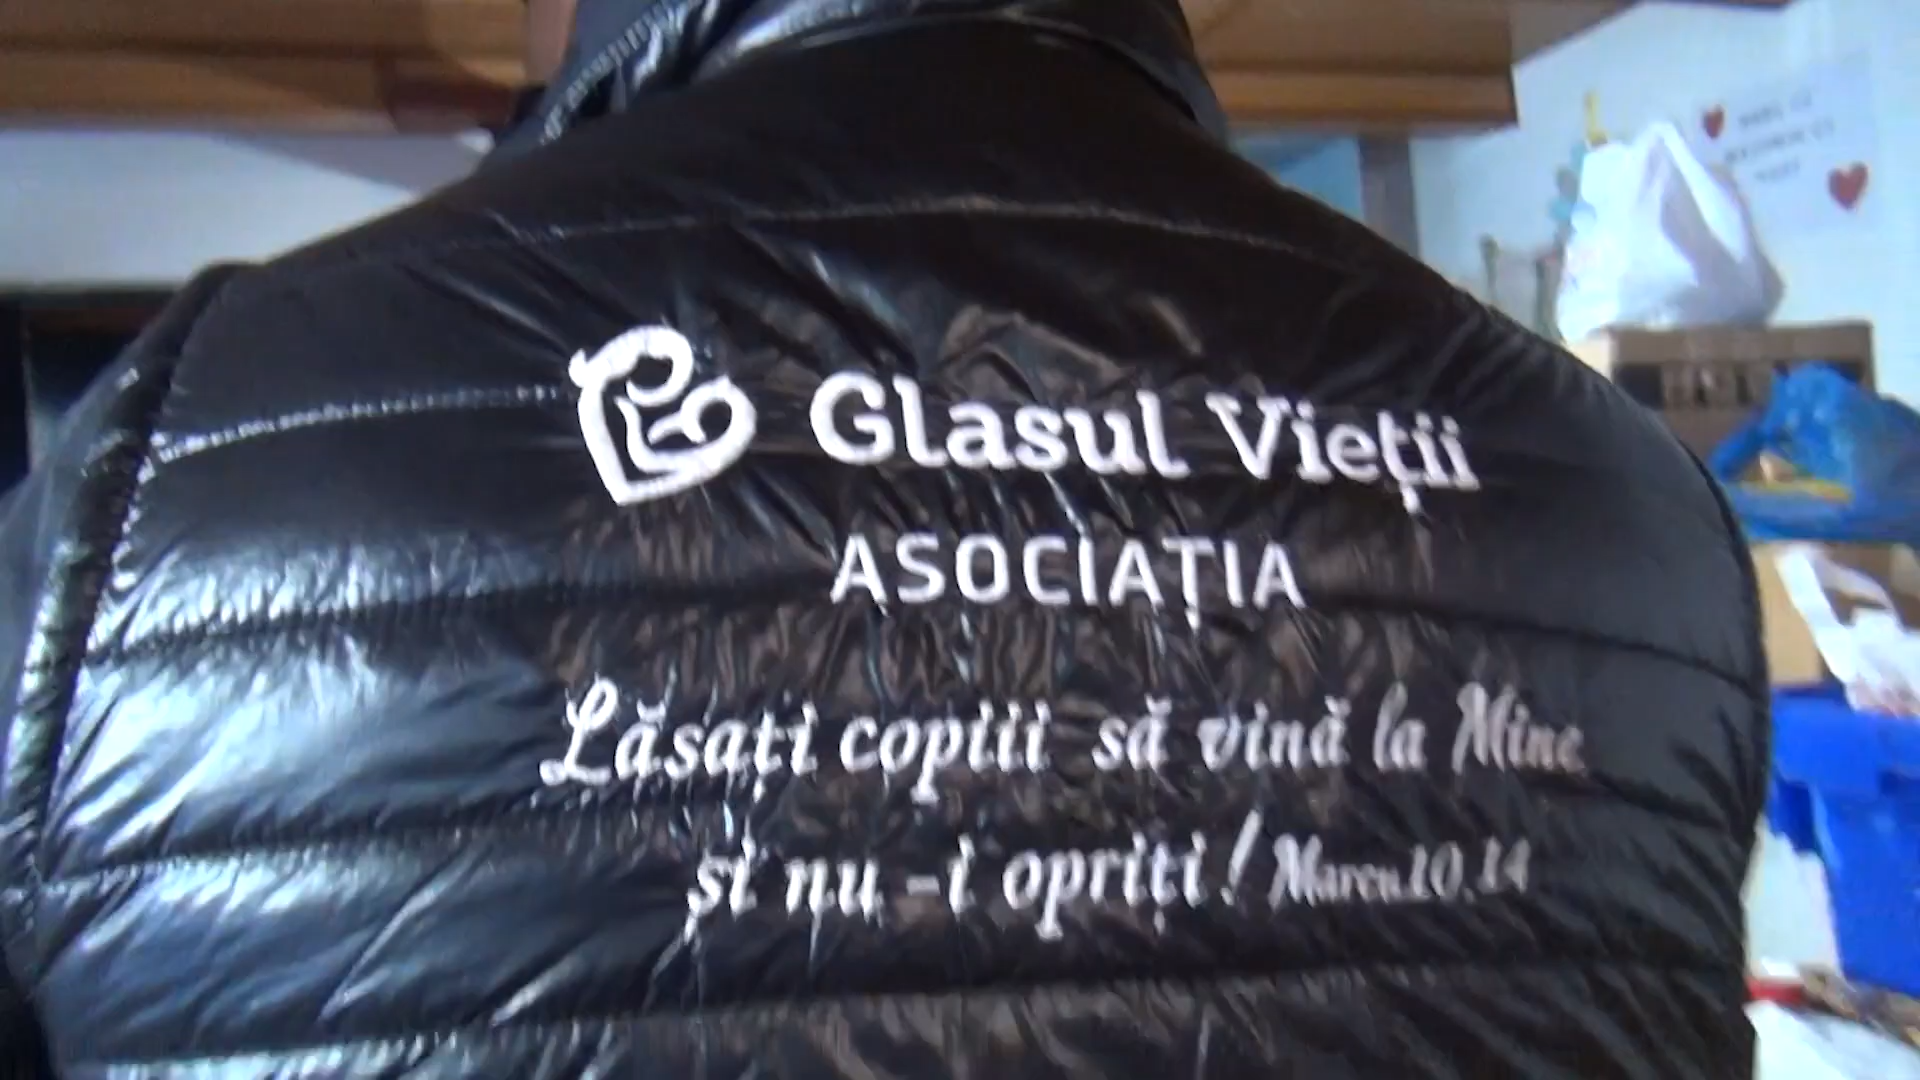 Glasul Vieții
ASOCIAȚIA
Lăsați copiii să vină la Mine
și nu -i opriți! Marcu.10.14